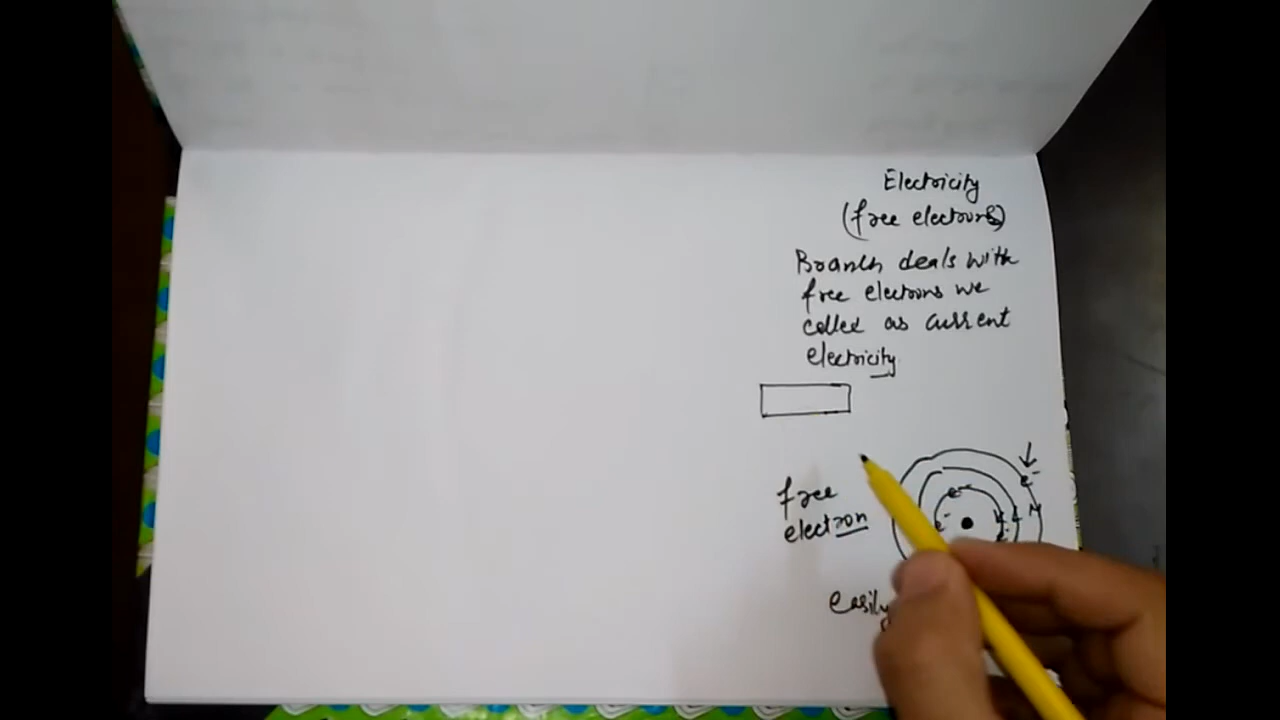 Electricity
(free electrons)
Branch deals with
free electrons we
called as current
electricity
free
electron
e-
e-
e-
K L M
easily